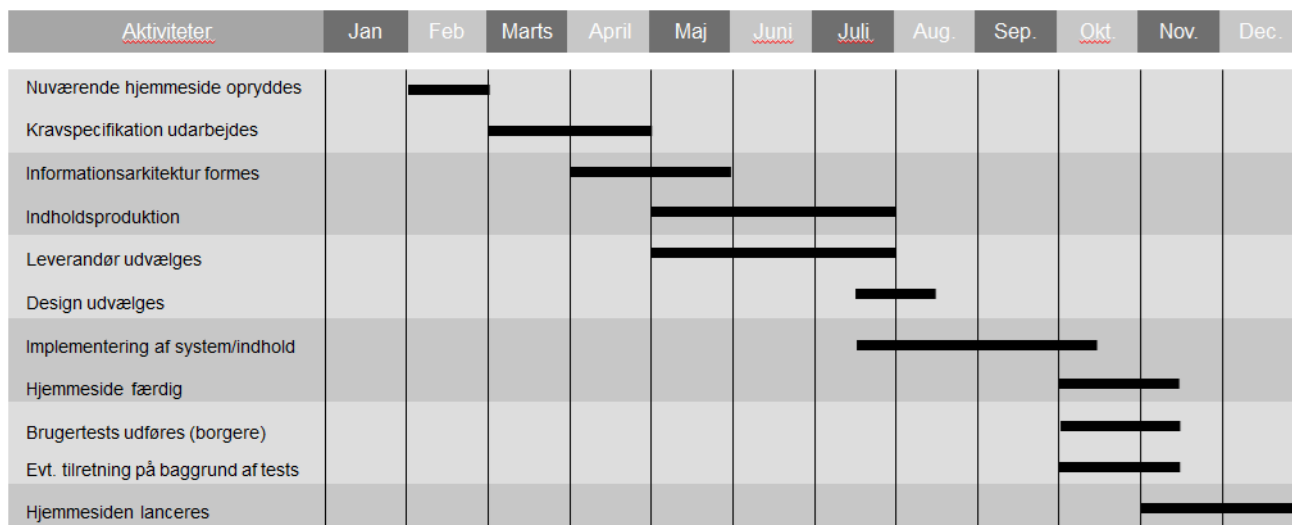 Aktiviteter Jan Feb Marts April Maj Juni Juli Aug. Sep. Okt. Nov. Dec.
Nuværende hjemmeside opryddes
Kravspecifikation udarbejdes
Informationsarkitektur formes
Indholdsproduktion
Leverandør udvælges
Design udvælges
Implementering af system/indhold
Hjemmeside færdig
Brugertests udføres (borgere)
Evt. tilretning på baggrund af tests
Hjemmesiden lanceres